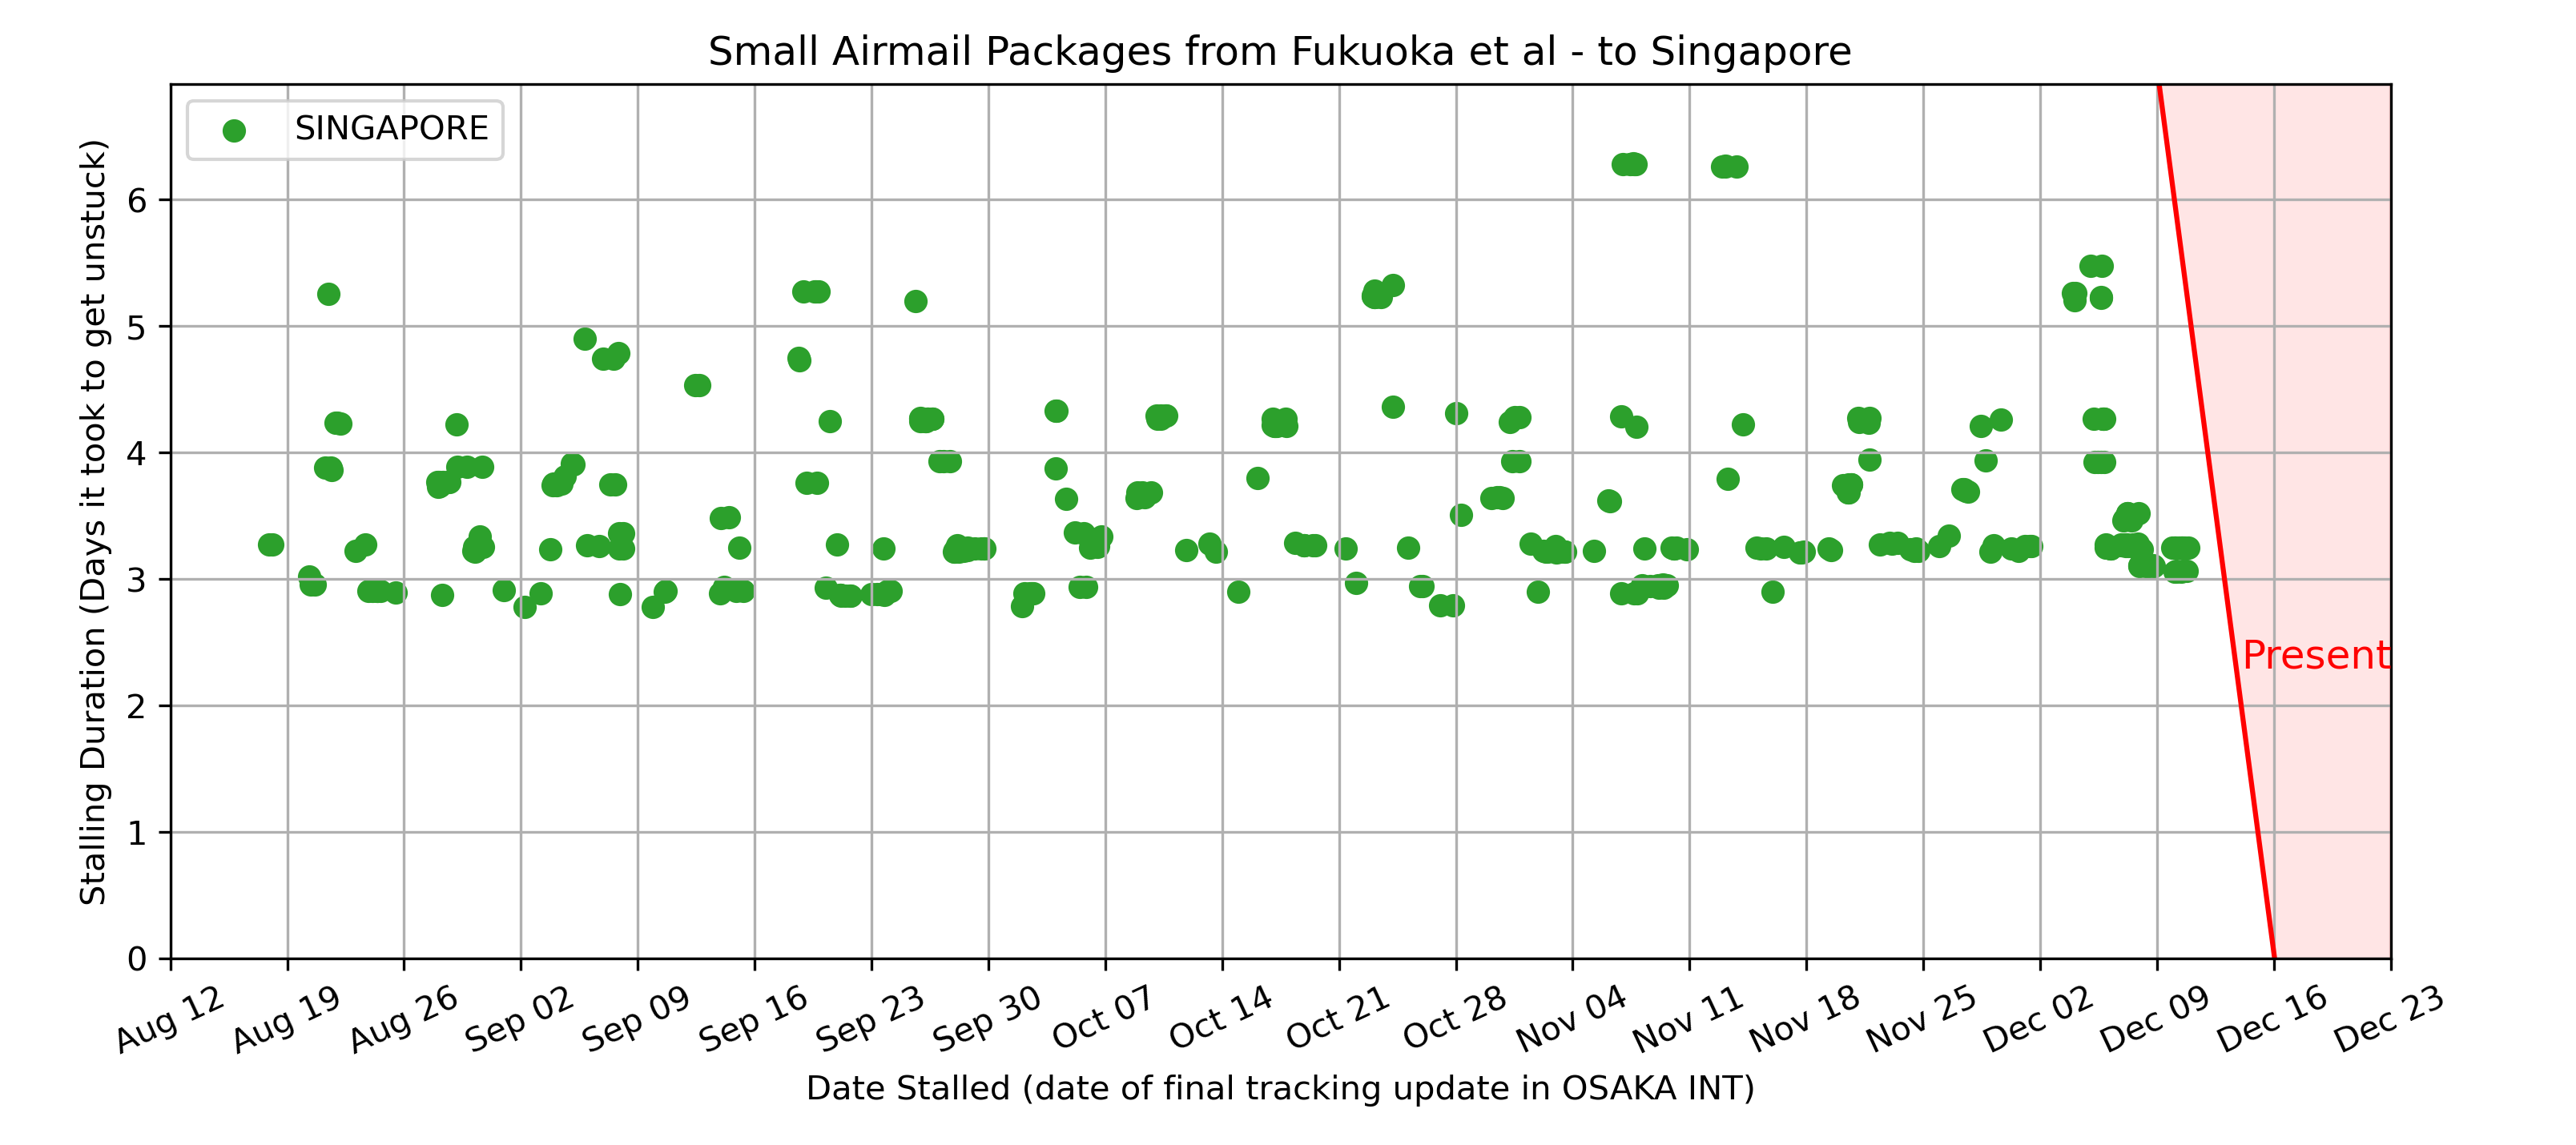 Small Airmail Packages from Fukuoka et al - to Singapore
SINGAPORE
Stalling Duration (Days it took to get unstuck)
6
5
4
3
2
1
0
Present
Aug 12
Aug 19
Aug 26
Sep 02
Sep 09
Sep 16
Sep 23
Sep 30
Oct 07
Oct 14
Oct 21
Oct 28
Nov 04
Nov 11
Nov 18
Nov 25
Dec 02
Dec 09
Dec 16
Dec 23
Date Stalled (date of final tracking update in OSAKA INT)